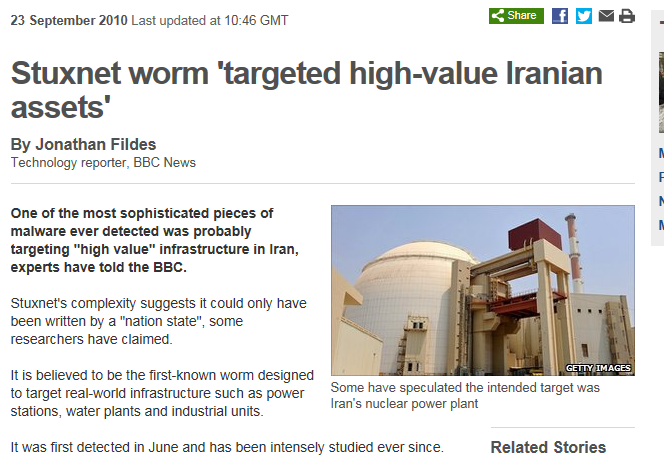 23 September 2010 Last updated at 10:46 GMT
Share
f
Stuxnet worm 'targeted high-value Iranian
assets'
By Jonathan Fildes
Technology reporter, BBC News
One of the most sophisticated pieces of
malware ever detected was probably
targeting "high value" infrastructure in Iran,
experts have told the BBC.
Stuxnet's complexity suggests it could only have
been written by a "nation state", some
researchers have claimed.
It is believed to be the first-known worm designed
to target real-world infrastructure such as power
stations, water plants and industrial units.
It was first detected in June and has been intensely studied ever since.
GETTY IMAGES
Some have speculated the intended target was
Iran's nuclear power plant
Related Stories